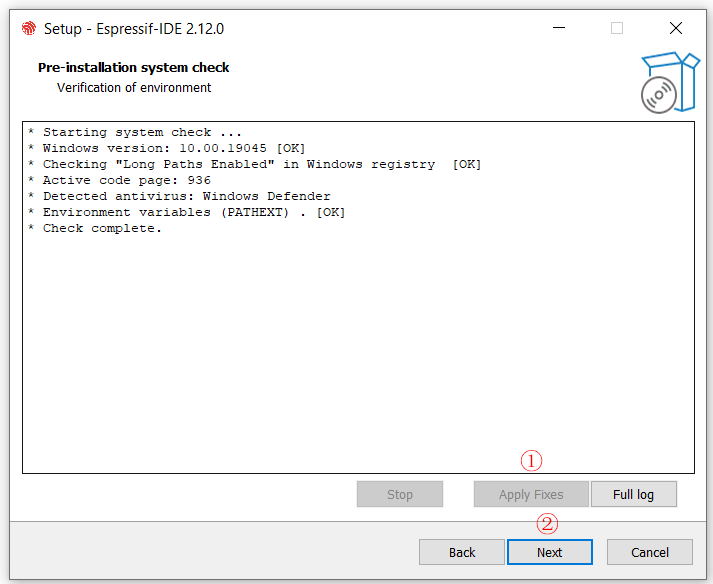 Setup - Espressif-IDE 2.12.0
Pre-installation system check
Verification of environment
* Starting system check ...
* Windows version: 10.00.19045 [OK]
* Checking "Long Paths Enabled" in Windows registry  [OK]
* Active code page: 936
* Detected antivirus: Windows Defender
* Environment variables (PATHEXT) . [OK]
* Check complete.
①
Stop Apply Fixes Full log
②
Back Next Cancel